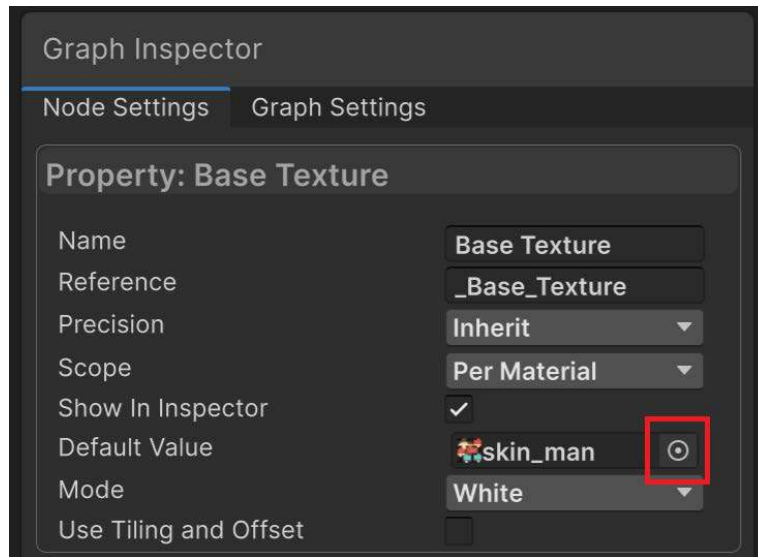 Graph Inspector
Node Settings Graph Settings
Property: Base Texture
Name Base Texture
Reference _Base_Texture
Precision Inherit
Scope Per Material
Show In Inspector
Default Value skin_man
Mode White
Use Tiling and Offset